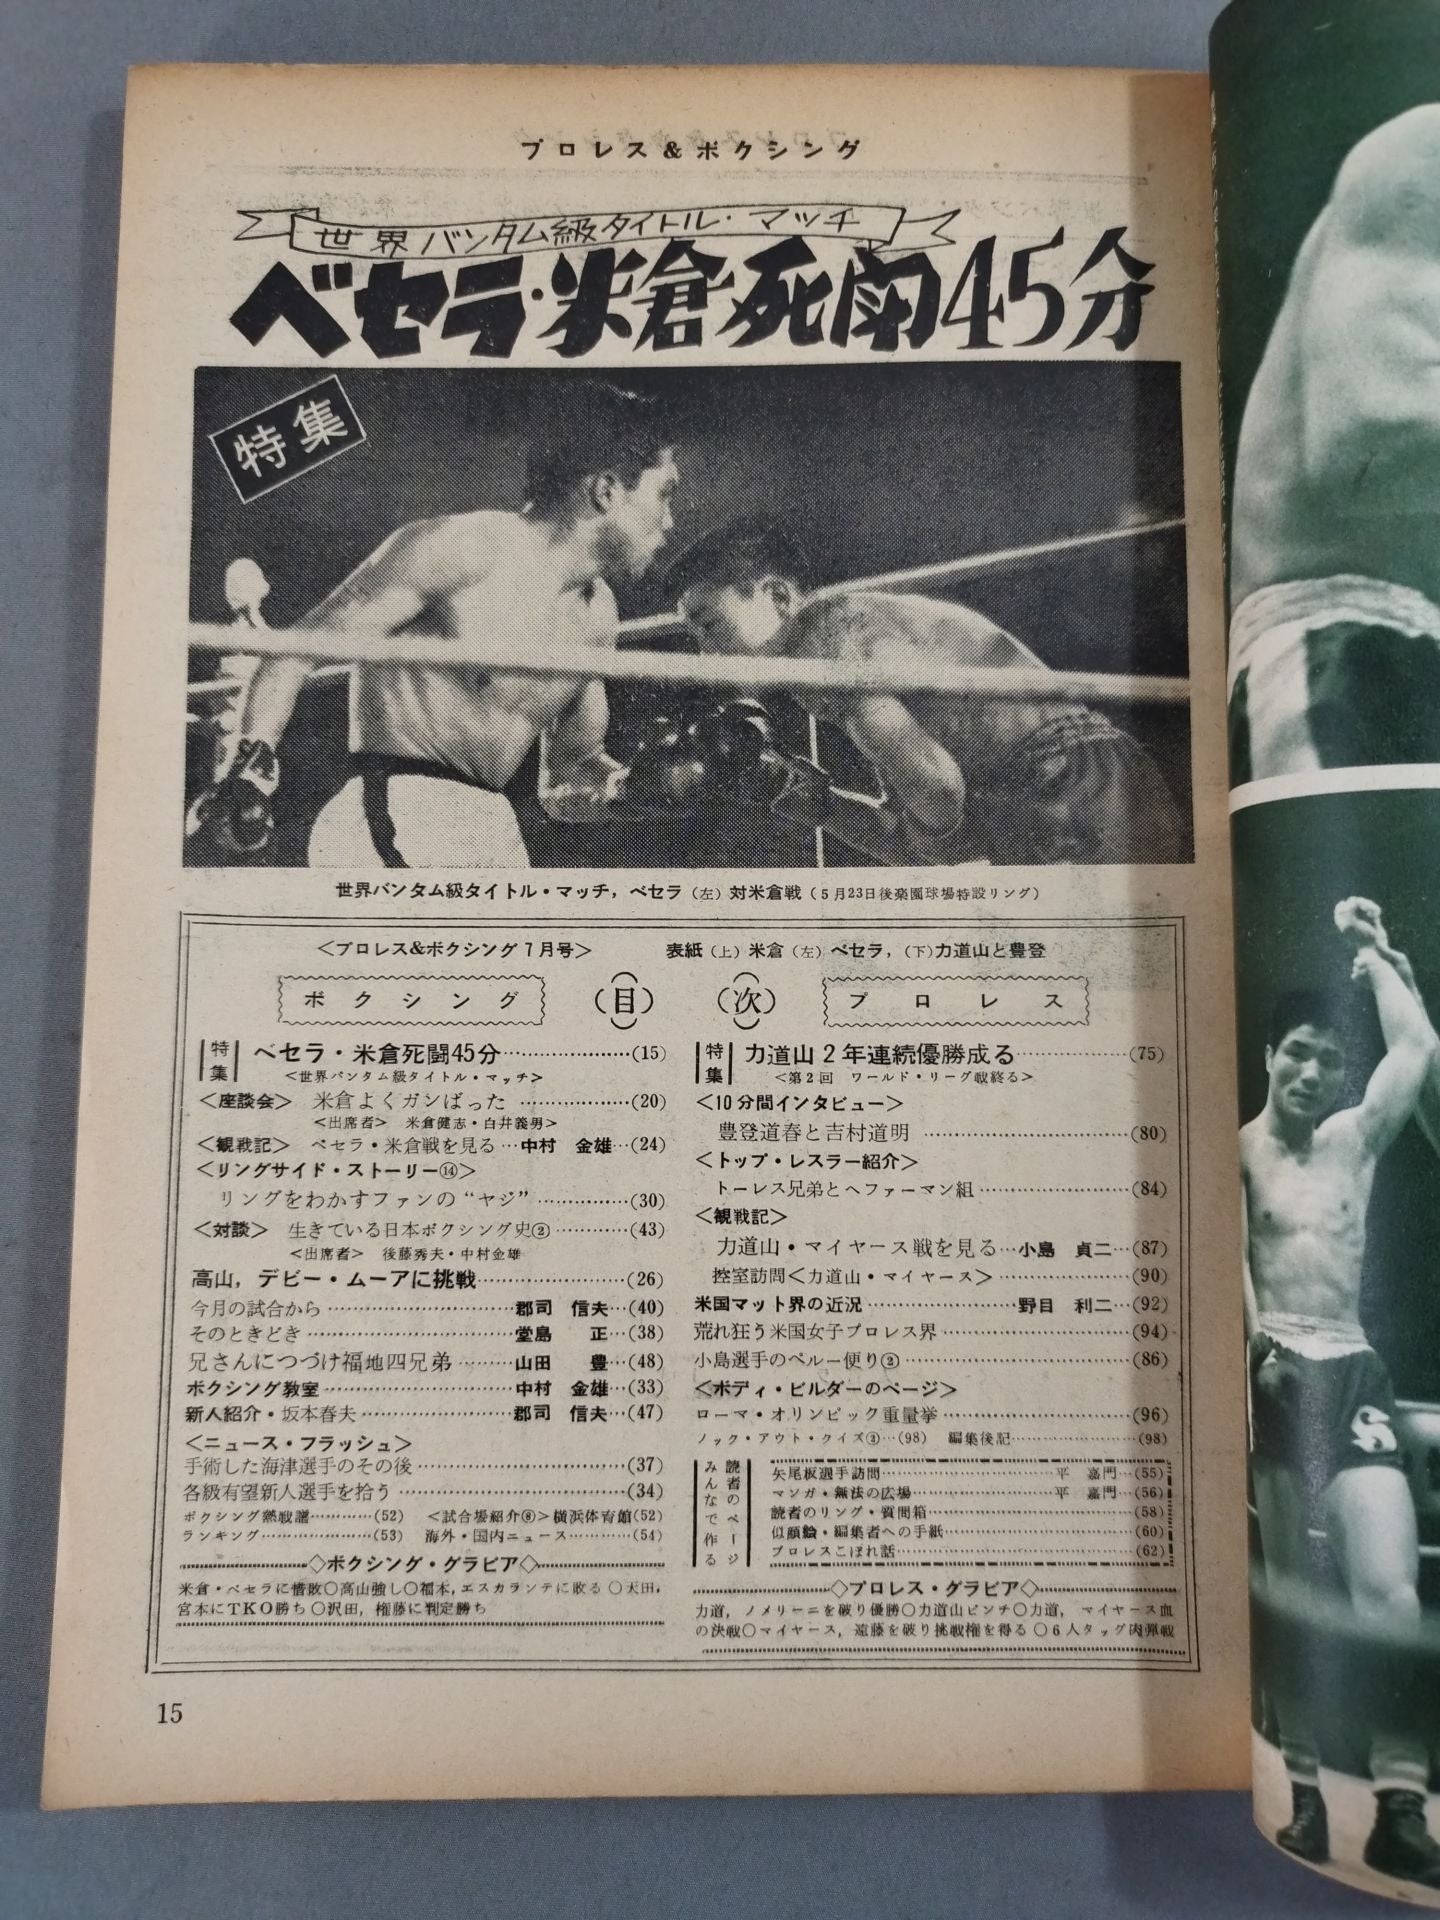 プロレス&ボクシング
世界バンタム級タイトル・マッチ
ベセラ・米倉死闘45分
特集
世界バンタム級タイトル・マッチ,ベセラ(左)対米倉戦(5月23日後楽園球場特設リング)
<プロレス&ボクシング7月号> 表紙(上)米倉(左)ベセラ,(下)力道山と豊登
目次
ボクシング
特集 ベセラ・米倉死闘45分…(15)
<世界バンタム級タイトル・マッチ>
<座談会> 米倉よくガンばった…(20)
<出席者> 米倉健志・白井義男
<観戦記> ベセラ・米倉戦を見る…中村 金雄…(24)
<リングサイド・ストーリー⑭>
リングをわかすファンの“ヤジ”…(30)
<対談> 生きている日本ボクシング史②…(43)
<出席者> 後藤秀夫・中村金雄
高山,デビー・ムーアに挑戦…(26)
今月の試合から…郡司 信夫…(40)
そのときどき…堂島 正…(38)
兄さんにつづけ福地四兄弟…山田 豊…(48)
ボクシング教室…中村 金雄…(33)
新人紹介・坂本春夫…郡司 信夫…(47)
<ニュース・フラッシュ>
手術した海津選手のその後…(37)
各級有望新人選手を拾う…(34)
ボクシング熱戦譜…(52) <試合場紹介⑧>横浜体育館(52)
ランキング…(53) 海外・国内ニュース…(54)
◇ボクシング・グラビア◇
米倉・ベセラに惜敗○高山強し○福本,エスカランテに敗る○天田,
宮本にTKO勝ち○沢田,権藤に判定勝ち
プロレス
特集 力道山2年連続優勝成る…(75)
<第2回 ワールド・リーグ戦終る>
<10分間インタビュー>
豊登道春と吉村道明…(80)
<トップ・レスラー紹介>
トーレス兄弟とヘファーマン組…(84)
<観戦記>
力道山・マイヤース戦を見る…小島 貞二…(87)
控室訪問<力道山・マイヤース>…(90)
米国マット界の近況…野目 利二…(92)
荒れ狂う米国女子プロレス界…(94)
小島選手のペルー便り②…(86)
<ボディ・ビルダーのページ>
ローマ・オリンピック重量挙…(96)
ノック・アウト・クイズ③…(98) 編集後記…(98)
読者のページ
みんなで作る
矢尾板選手訪問…平 嘉門…(55)
マンガ・無法の広場…平 嘉門…(56)
読者のリング・質問箱…(58)
似顔絵・編集者への手紙…(60)
プロレスこぼれ話…(62)
◇プロレス・グラビア◇
力道,ノメリーニを破り優勝○力道山ピンチ○力道,マイヤース血
の決戦○マイヤース,遠藤を破り挑戦権を得る○6人タッグ肉弾戦
15